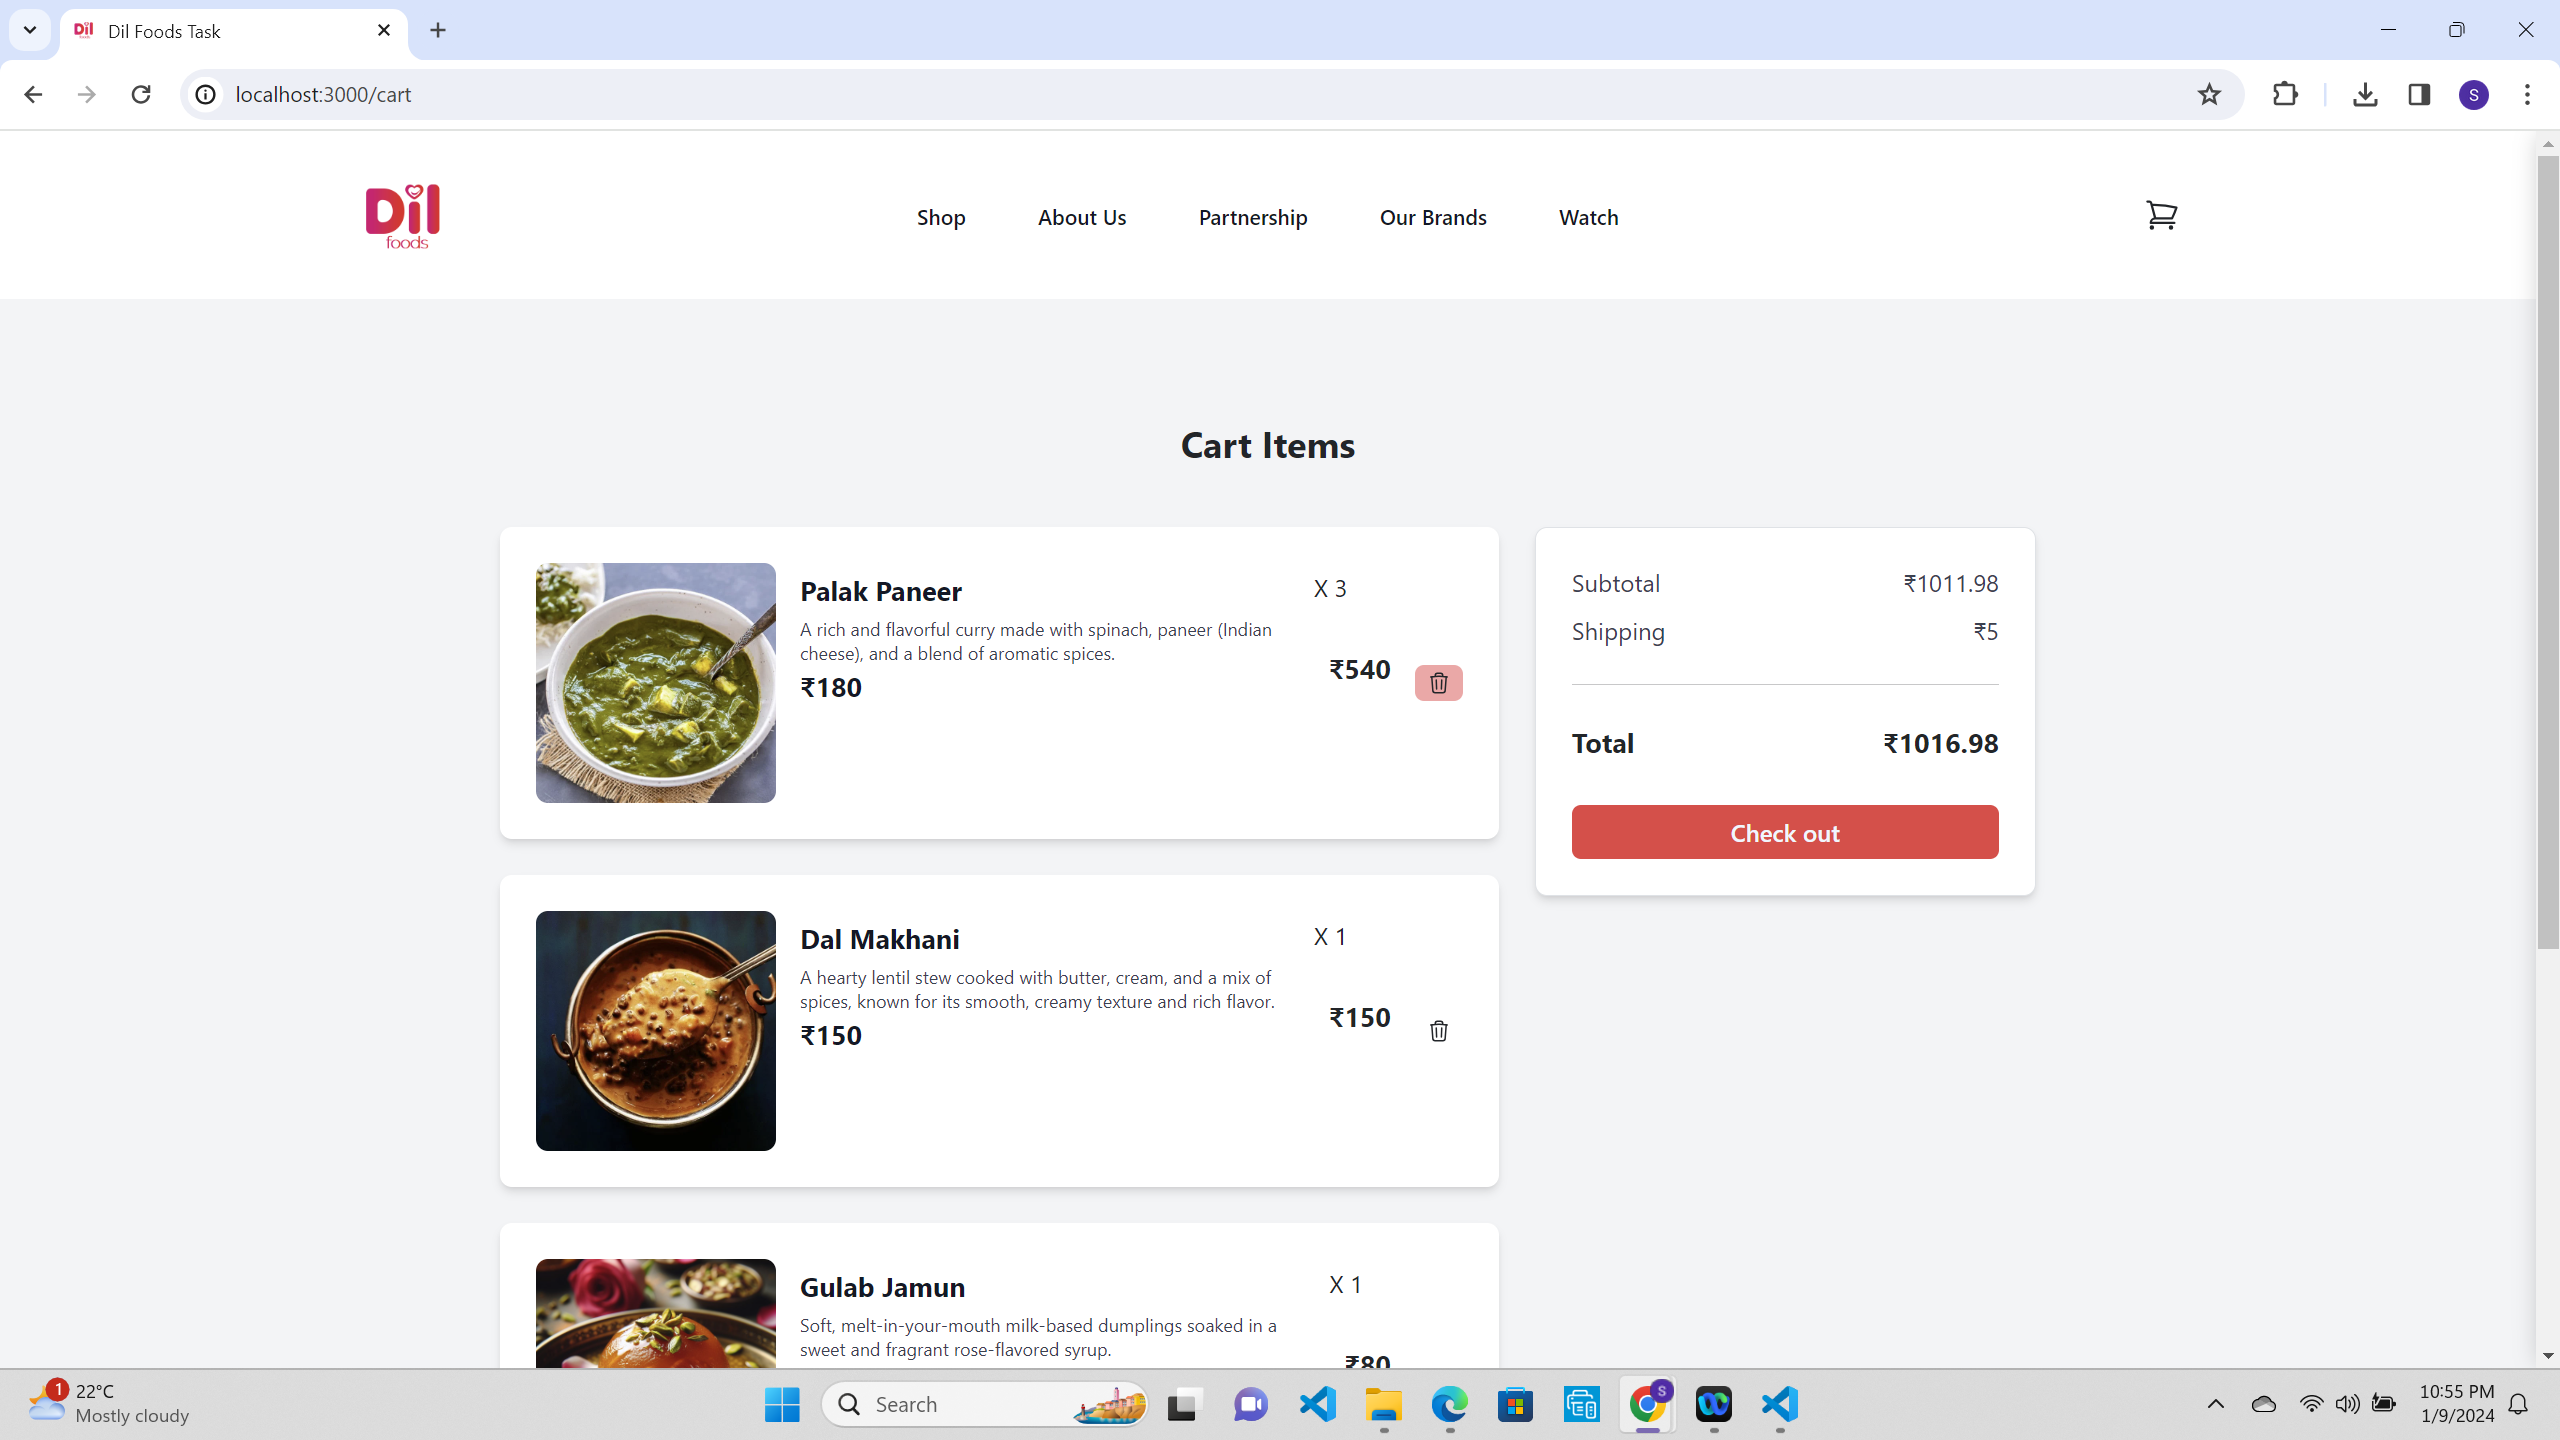 Dil Foods Task
localhost:3000/cart
S
Dil
foods
Shop
About Us
Partnership
Our Brands
Watch
Cart Items
Palak Paneer
X 3
A rich and flavorful curry made with spinach, paneer (Indian
cheese), and a blend of aromatic spices.
₹180
₹540
Subtotal
₹1011.98
Shipping
₹5
Total
₹1016.98
Check out
Dal Makhani
X 1
A hearty lentil stew cooked with butter, cream, and a mix of
spices, known for its smooth, creamy texture and rich flavor.
₹150
₹150
Gulab Jamun
X 1
Soft, melt-in-your-mouth milk-based dumplings soaked in a
sweet and fragrant rose-flavored syrup.
₹80
1
22°C
Mostly cloudy
Search
S
10:55 PM
1/9/2024